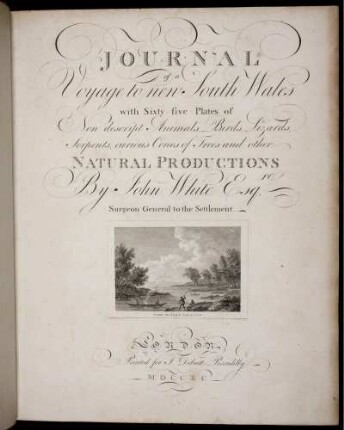 JOURNAL
of a
Voyage to new South Wales
with Sixty five Plates of
Non descript Animals, Birds, Lizards,
Serpents, curious Cones of Trees and other
NATURAL PRODUCTIONS
By John White Esq.re
Surgeon General to the Settlement.
LONDON
Printed for J. Debrett Piccadilly
MDCCXC